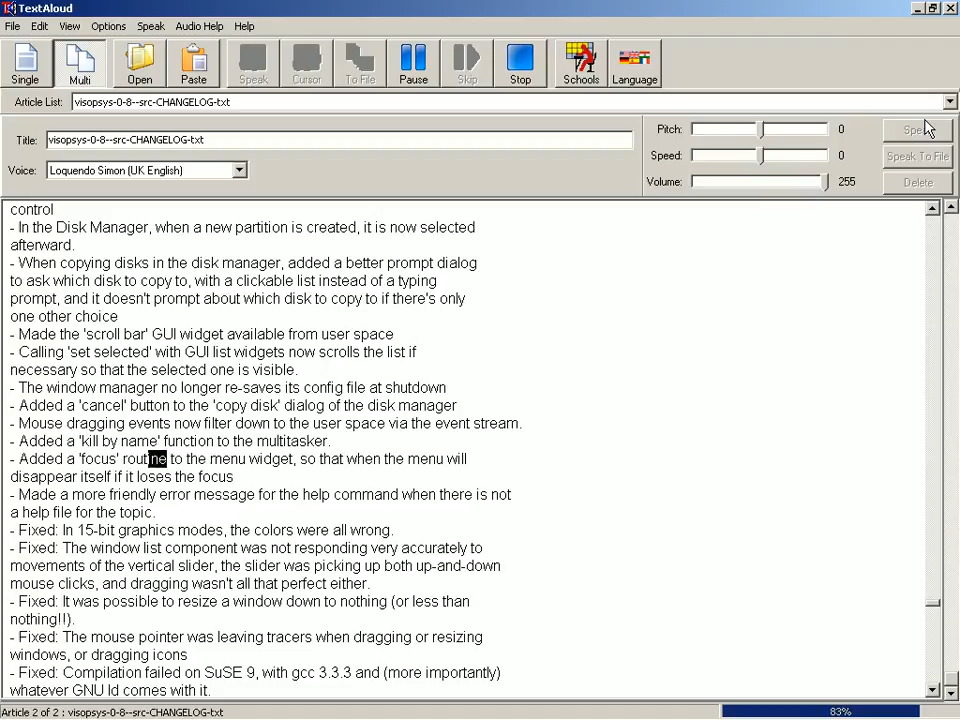 TextAloud
File Edit View Options Speak Audio Help Help
Single Multi Open Paste Speak Cursor To File Pause Skip Stop Schools Language
Article List: visopsys-0-8--src-CHANGELOG-txt
Title: visopsys-0-8--src-CHANGELOG-txt
Voice: Loquendo Simon (UK English)
Pitch: 0
Speed: 0
Volume: 255
Speak
Speak To File
Delete
control
- In the Disk Manager, when a new partition is created, it is now selected
afterward.
- When copying disks in the disk manager, added a better prompt dialog
to ask which disk to copy to, with a clickable list instead of a typing
prompt, and it doesn't prompt about which disk to copy to if there's only
one other choice
- Made the 'scroll bar' GUI widget available from user space
- Calling 'set selected' with GUI list widgets now scrolls the list if
necessary so that the selected one is visible.
- The window manager no longer re-saves its config file at shutdown
- Added a 'cancel' button to the 'copy disk' dialog of the disk manager
- Mouse dragging events now filter down to the user space via the event stream.
- Added a 'kill by name' function to the multitasker.
- Added a 'focus' routine to the menu widget, so that when the menu will
disappear itself if it loses the focus
- Made a more friendly error message for the help command when there is not
a help file for the topic.
- Fixed: In 15-bit graphics modes, the colors were all wrong.
- Fixed: The window list component was not responding very accurately to
movements of the vertical slider, the slider was picking up both up-and-down
mouse clicks, and dragging wasn't all that perfect either.
- Fixed: It was possible to resize a window down to nothing (or less than
nothing!!).
- Fixed: The mouse pointer was leaving tracers when dragging or resizing
windows, or dragging icons
- Fixed: Compilation failed on SuSE 9, with gcc 3.3.3 and (more importantly)
whatever GNU ld comes with it.
Article 2 of 2 : visopsys-0-8--src-CHANGELOG-txt
83%